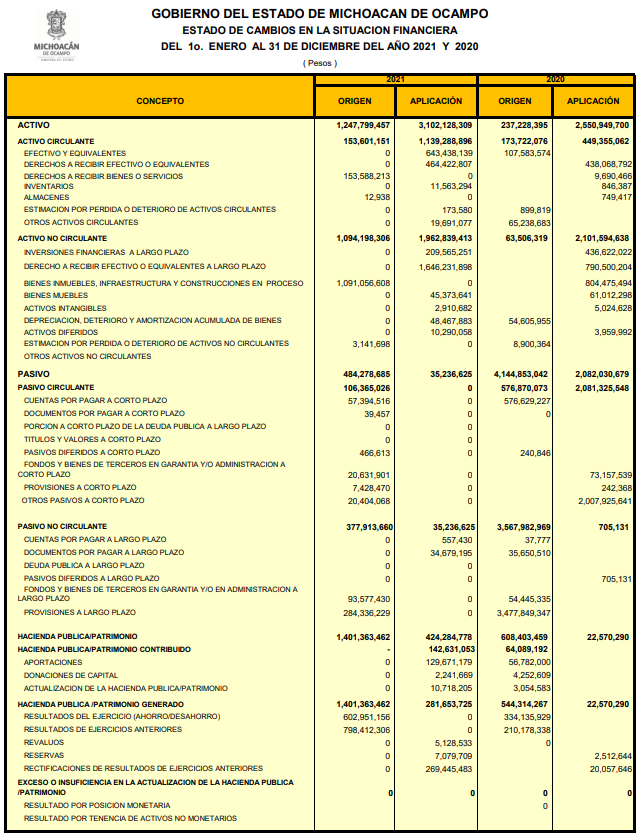 GOBIERNO DEL ESTADO DE MICHOACAN DE OCAMPO
ESTADO DE CAMBIOS EN LA SITUACION FINANCIERA
DEL 1o. ENERO AL 31 DE DICIEMBRE DEL AÑO 2021 Y 2020
( Pesos )
MICHOACÁN
DE OCAMPO
2021 2020
CONCEPTO ORIGEN APLICACIÓN ORIGEN APLICACIÓN
ACTIVO 1,247,799,457 3,102,128,309 237,228,395 2,550,949,700
ACTIVO CIRCULANTE 153,601,151 1,139,288,896 173,722,076 449,355,062
EFECTIVO Y EQUIVALENTES 0 643,438,139 107,583,574
DERECHOS A RECIBIR EFECTIVO O EQUIVALENTES 0 464,422,807 438,068,792
DERECHOS A RECIBIR BIENES O SERVICIOS 153,588,213 0 9,690,466
INVENTARIOS 0 11,563,294 846,387
ALMACENES 12,938 0 749,417
ESTIMACION POR PERDIDA O DETERIORO DE ACTIVOS CIRCULANTES 0 173,580 899,819
OTROS ACTIVOS CIRCULANTES 0 19,691,077 65,238,683
ACTIVO NO CIRCULANTE 1,094,198,306 1,962,839,413 63,506,319 2,101,594,638
INVERSIONES FINANCIERAS A LARGO PLAZO 0 209,565,251 436,622,022
DERECHO A RECIBIR EFECTIVO O EQUIVALENTES A LARGO PLAZO 0 1,646,231,898 790,500,204
BIENES INMUEBLES, INFRAESTRUCTURA Y CONSTRUCCIONES EN PROCESO 1,091,056,608 0 804,475,494
BIENES MUEBLES 0 45,373,641 61,012,298
ACTIVOS INTANGIBLES 0 2,910,682 5,024,628
DEPRECIACION, DETERIORO Y AMORTIZACION ACUMULADA DE BIENES 0 48,467,883 54,605,955
ACTIVOS DIFERIDOS 0 10,290,058 3,959,992
ESTIMACION POR PERDIDA O DETERIORO DE ACTIVOS NO CIRCULANTES 3,141,698 0 8,900,364
OTROS ACTIVOS NO CIRCULANTES
PASIVO 484,278,685 35,236,625 4,144,853,042 2,082,030,679
PASIVO CIRCULANTE 106,365,026 0 576,870,073 2,081,325,548
CUENTAS POR PAGAR A CORTO PLAZO 57,394,516 0 576,629,227
DOCUMENTOS POR PAGAR A CORTO PLAZO 39,457 0 0
PORCION A CORTO PLAZO DE LA DEUDA PUBLICA A LARGO PLAZO 0 0
TITULOS Y VALORES A CORTO PLAZO 0 0
PASIVOS DIFERIDOS A CORTO PLAZO 466,613 0 240,846
FONDOS Y BIENES DE TERCEROS EN GARANTIA Y/O ADMINISTRACION A
CORTO PLAZO 20,631,901 0 73,157,539
PROVISIONES A CORTO PLAZO 7,428,470 0 242,368
OTROS PASIVOS A CORTO PLAZO 20,404,068 0 2,007,925,641
PASIVO NO CIRCULANTE 377,913,660 35,236,625 3,567,982,969 705,131
CUENTAS POR PAGAR A LARGO PLAZO 0 557,430 37,777
DOCUMENTOS POR PAGAR A LARGO PLAZO 0 34,679,195 35,650,510
DEUDA PUBLICA A LARGO PLAZO 0 0
PASIVOS DIFERIDOS A LARGO PLAZO 0 0 705,131
FONDOS Y BIENES DE TERCEROS EN GARANTIA Y/O EN ADMINISTRACION A
LARGO PLAZO 93,577,430 0 54,445,335
PROVISIONES A LARGO PLAZO 284,336,229 0 3,477,849,347
HACIENDA PUBLICA/PATRIMONIO 1,401,363,462 424,284,778 608,403,459 22,570,290
HACIENDA PUBLICA/PATRIMONIO CONTRIBUIDO - 142,631,053 64,089,192
APORTACIONES 0 129,671,179 56,782,000
DONACIONES DE CAPITAL 0 2,241,669 4,252,609
ACTUALIZACION DE LA HACIENDA PUBLICA/PATRIMONIO 0 10,718,205 3,054,583
HACIENDA PUBLICA /PATRIMONIO GENERADO 1,401,363,462 281,653,725 544,314,267 22,570,290
RESULTADOS DEL EJERCICIO (AHORRO/DESAHORRO) 602,951,156 0 334,135,929
RESULTADOS DE EJERCICIOS ANTERIORES 798,412,306 0 210,178,338
REVALUOS 0 5,128,533 0
RESERVAS 0 7,079,709 2,512,644
RECTIFICACIONES DE RESULTADOS DE EJERCICIOS ANTERIORES 0 269,445,483 20,057,646
EXCESO O INSUFICIENCIA EN LA ACTUALIZACION DE LA HACIENDA PUBLICA
/PATRIMONIO 0 0 0 0
RESULTADO POR POSICION MONETARIA 0
RESULTADO POR TENENCIA DE ACTIVOS NO MONETARIOS